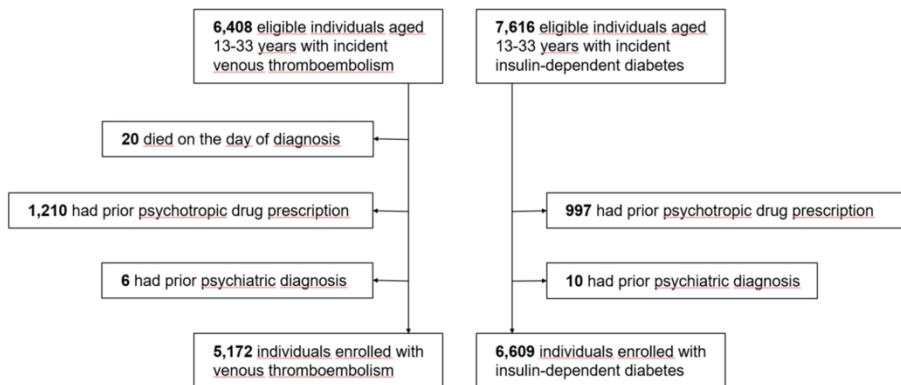 6,408 eligible individuals aged
13-33 years with incident
venous thromboembolism
7,616 eligible individuals aged
13-33 years with incident
insulin-dependent diabetes
20 died on the day of diagnosis
1,210 had prior psychotropic drug prescription
997 had prior psychotropic drug prescription
6 had prior psychiatric diagnosis
10 had prior psychiatric diagnosis
5,172 individuals enrolled with
venous thromboembolism
6,609 individuals enrolled with
insulin-dependent diabetes